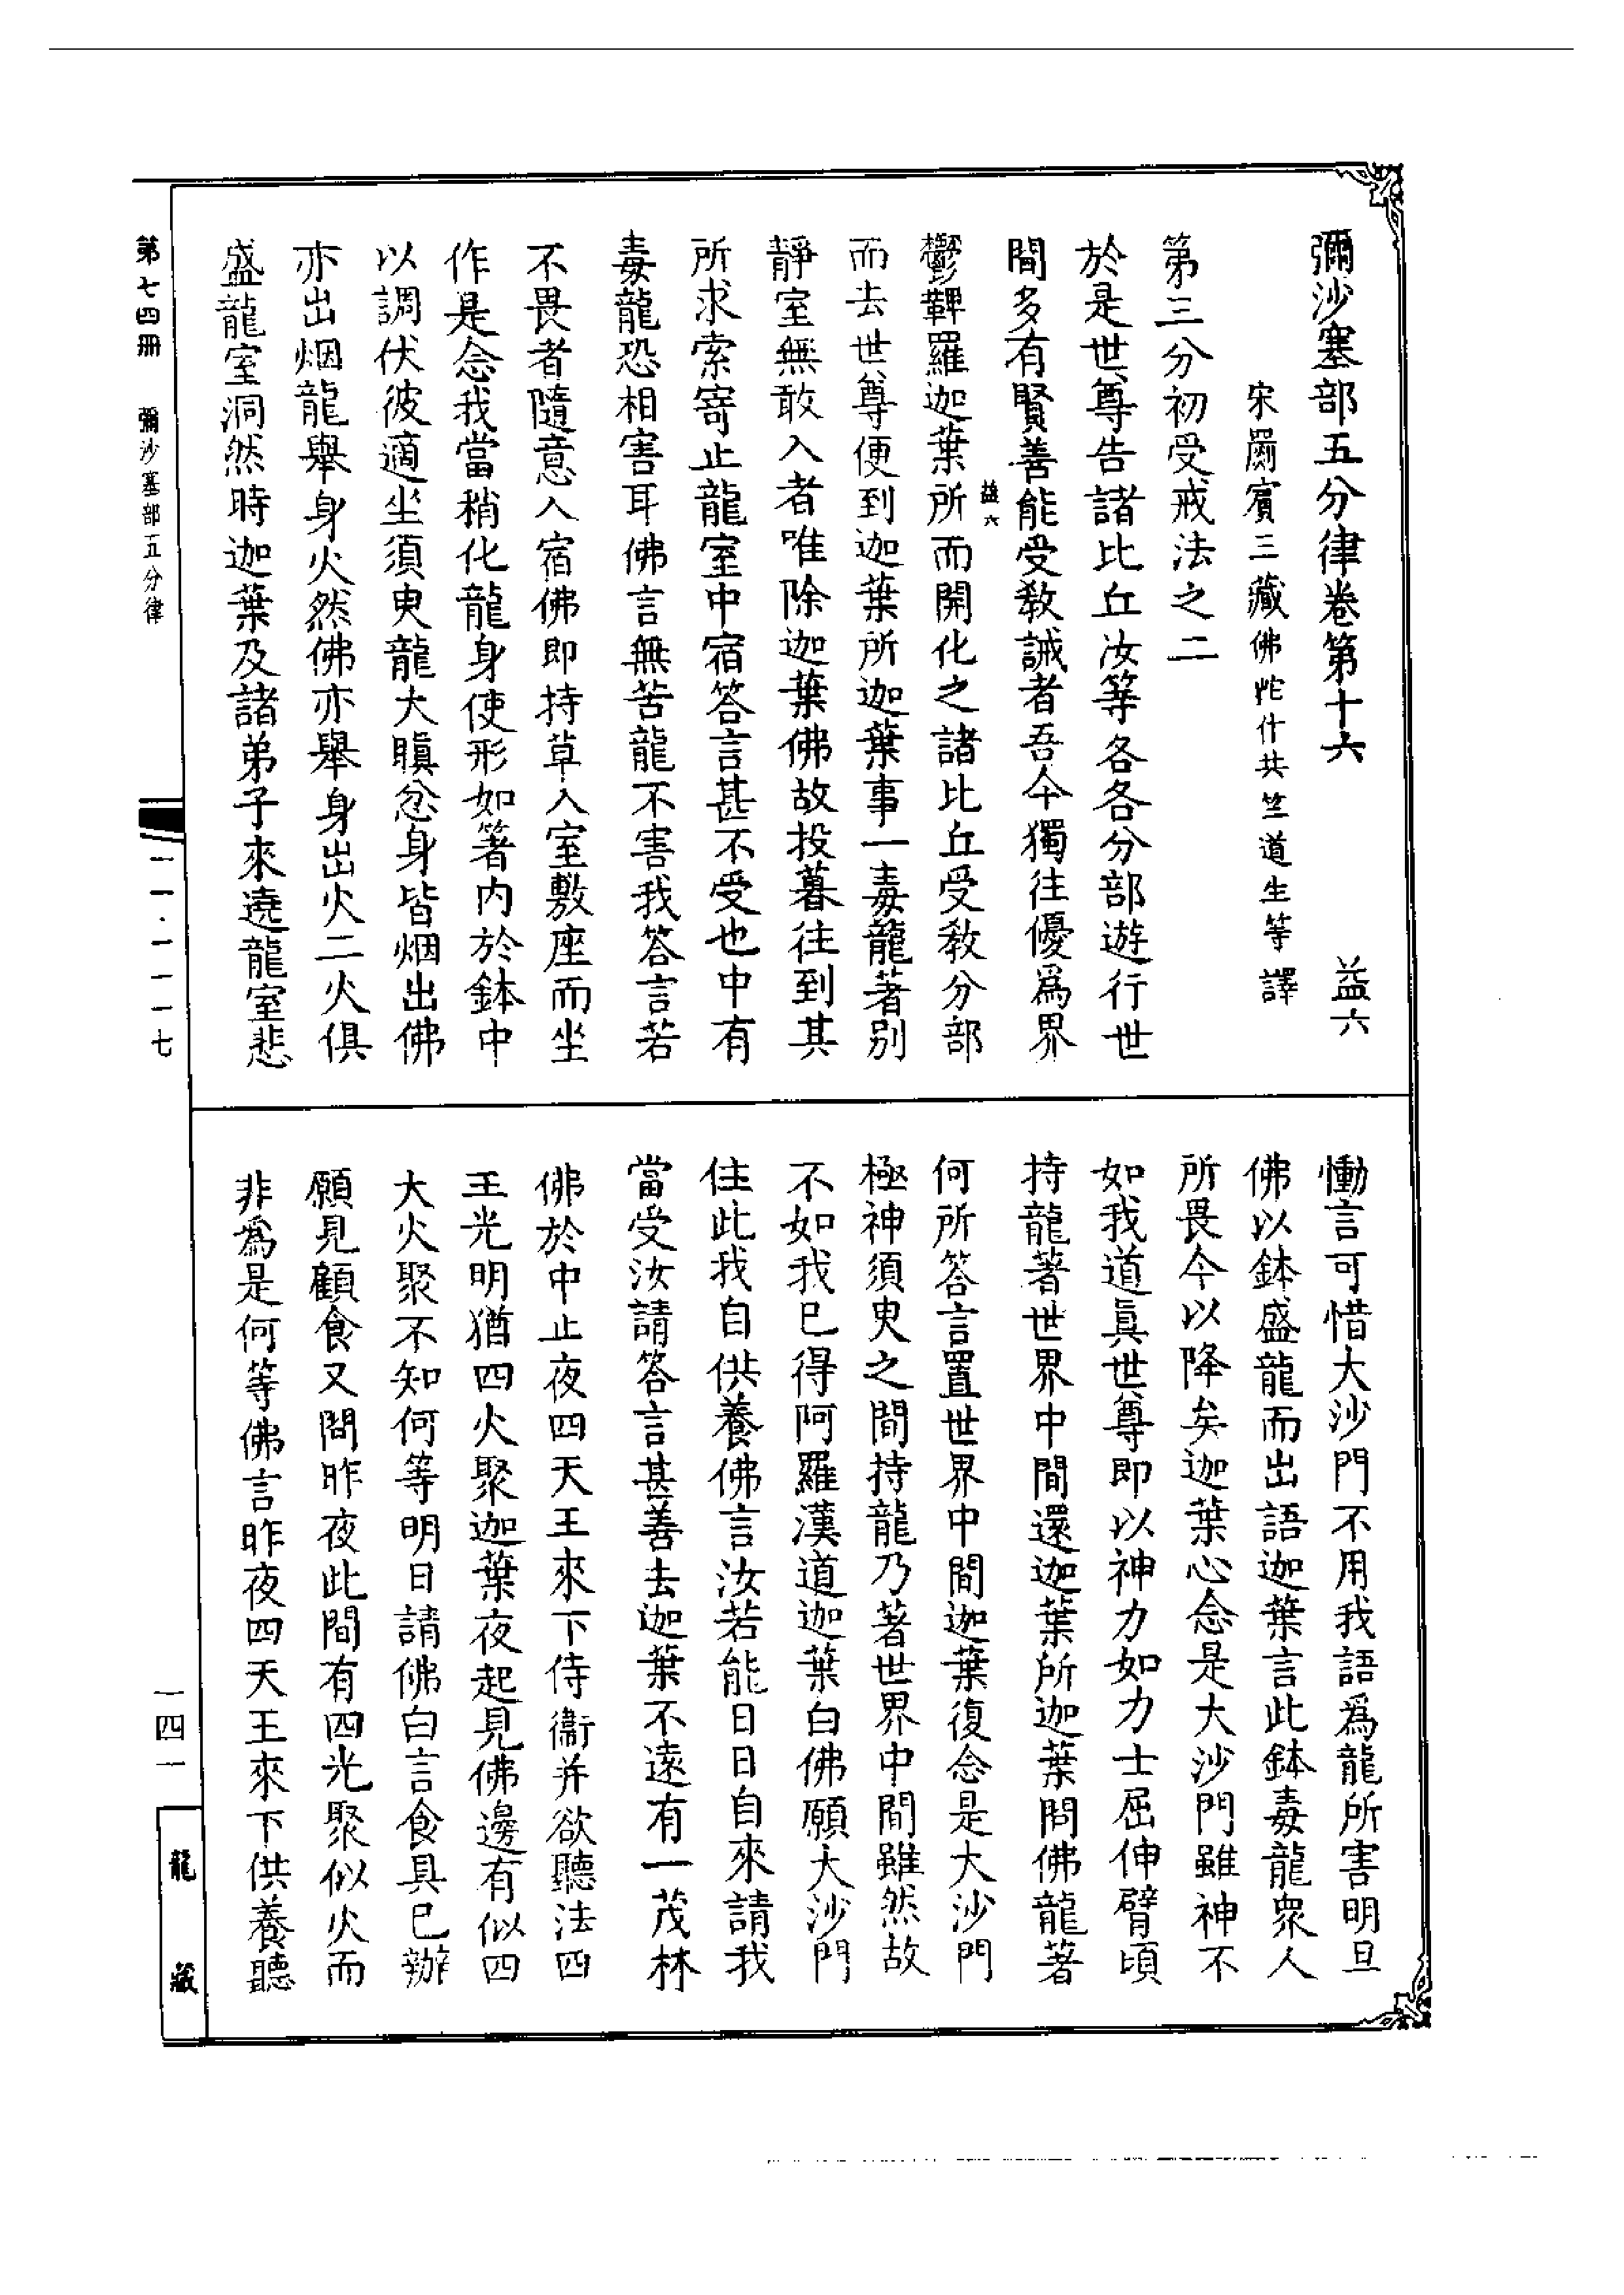 彌沙塞部五分律卷第十六　益六
宋罽賓三藏佛陀什共竺道生等譯
第三分初受戒法之二
於是世尊告諸比丘汝等各各分部遊行世
間多有賢善能受敎誡者吾今獨往優爲界
益六
鬱鞞羅迦葉所而開化之諸比丘受敎分部
而去世尊便到迦葉所迦葉事一毒龍著別
靜室無敢入者唯除迦葉佛故投暮往到其
所求索寄止龍室中宿答言甚不受也中有
毒龍恐相害耳佛言無苦龍不害我答言若
不畏者隨意入宿佛即持草入室敷座而坐
作是念我當稍化龍身使形如箸內於鉢中
以調伏彼適坐須臾龍大瞋忿身皆烟出佛
亦出烟龍舉身火然佛亦舉身出火二火俱
盛龍室洞然時迦葉及諸弟子來遶龍室悲
慟言可惜大沙門不用我語爲龍所害明旦
佛以鉢盛龍而出語迦葉言此鉢毒龍衆人
所畏今以降矣迦葉心念是大沙門雖神不
如我道眞世尊即以神力如力士屈伸臂頃
持龍著世界中間還迦葉所迦葉問佛龍著
何所答言置世界中間迦葉復念是大沙門
極神須臾之間持龍乃著世界中間雖然故
不如我已得阿羅漢道迦葉白佛願大沙門
住此我自供養佛言汝若能日日自來請我
當受汝請答言甚善去迦葉不遠有一茂林
佛於中止夜四天王來下侍衞并欲聽法四
王光明猶四火聚迦葉夜起見佛邊有似四
大火聚不知何等明日請佛白言食具已辦
願見顧食又問昨夜此間有四光聚似火而
非爲是何等佛言昨夜四天王來下供養聽
第七四冊　彌沙塞部五分律
一一·一一一七
一四一
龍藏